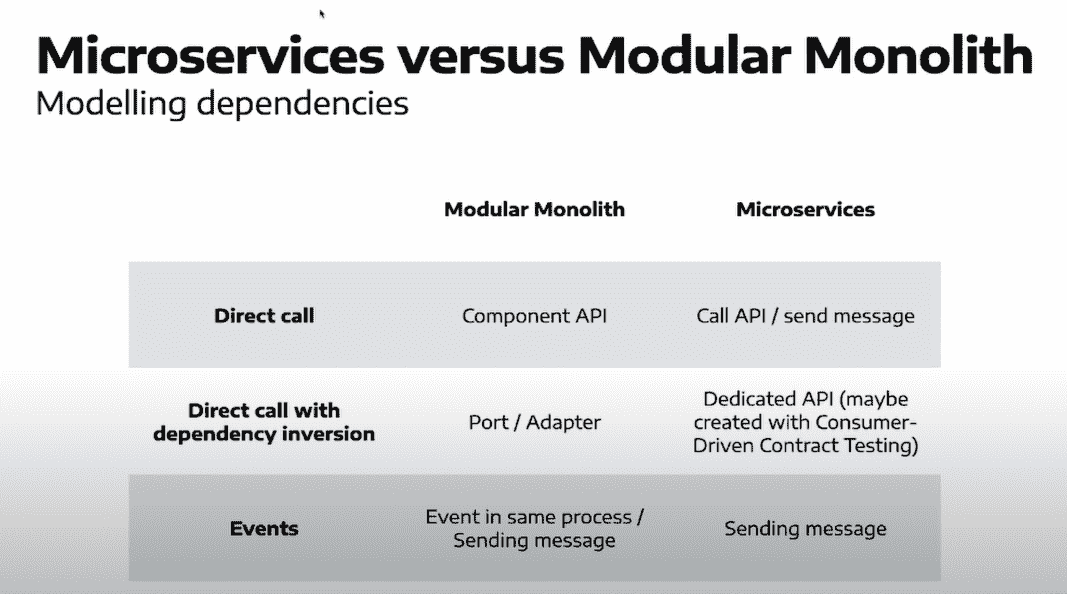 Microservices versus Modular Monolith
Modelling dependencies
Modular Monolith
Microservices
Direct call
Component API
Call API / send message
Direct call with
dependency inversion
Port / Adapter
Dedicated API (maybe
created with Consumer-
Driven Contract Testing)
Events
Event in same process /
Sending message
Sending message